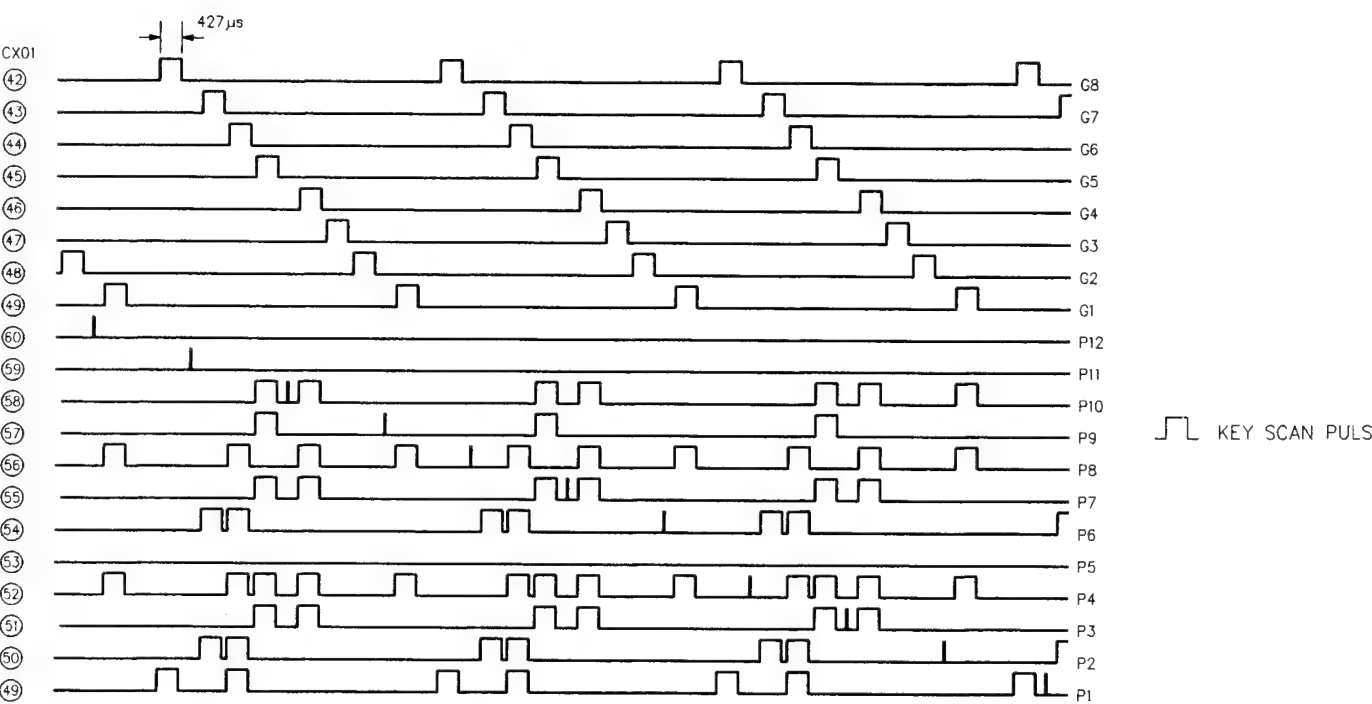 427µs
CX01
42 G8
43 G7
44 G6
45 G5
46 G4
47 G3
48 G2
49 G1
60 P12
59 P11
58 P10
57 P9
56 P8
KEY SCAN PULS
55 P7
54 P6
53 P5
52 P4
51 P3
50 P2
49 P1